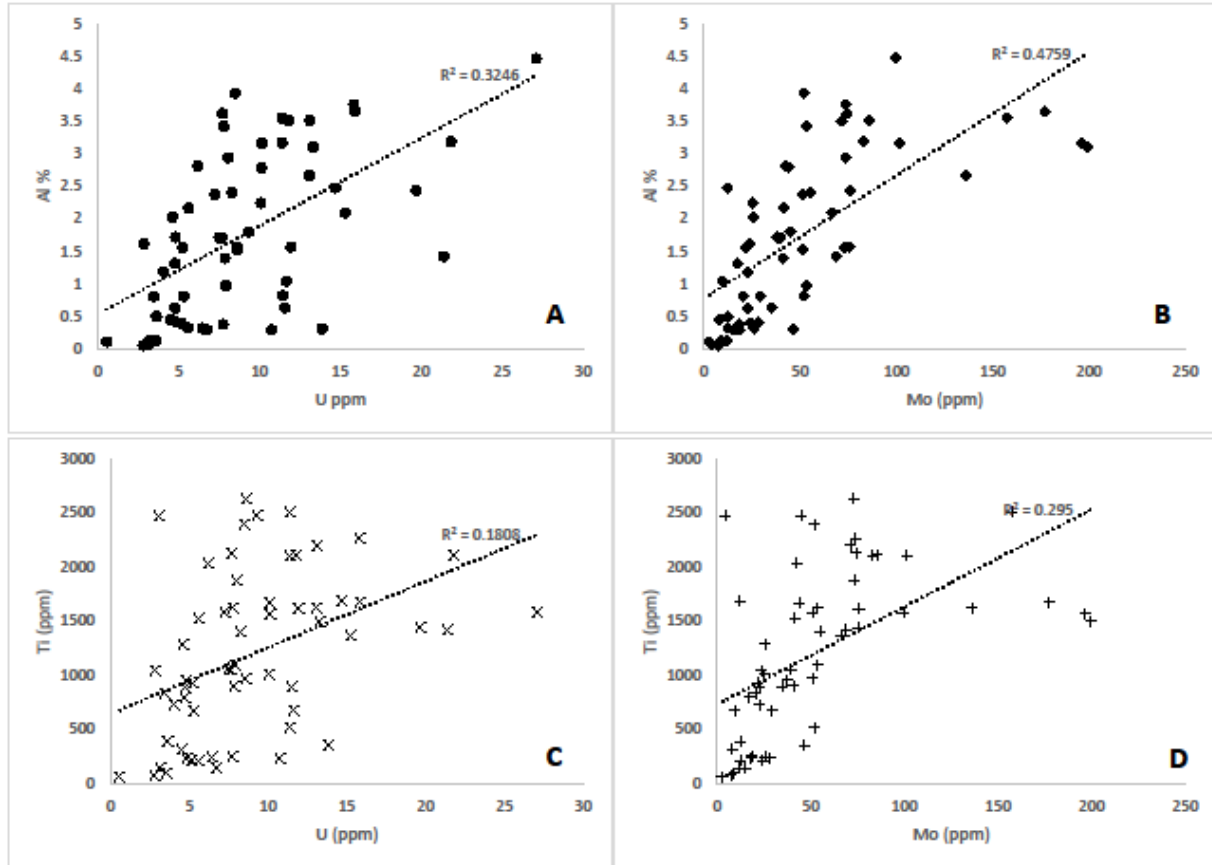 5
4.5
4
3.5
3
2.5
2
1.5
1
0.5
0
Al %
R² = 0.3246
A
0 5 10 15 20 25 30
U ppm
5
4.5
4
3.5
3
2.5
2
1.5
1
0.5
0
Al %
R² = 0.4759
B
0 50 100 150 200 250
Mo (ppm)
3000
2500
2000
1500
1000
500
0
Ti (ppm)
R² = 0.1808
C
0 5 10 15 20 25 30
U (ppm)
3000
2500
2000
1500
1000
500
0
Ti (ppm)
R² = 0.295
D
0 50 100 150 200 250
Mo (ppm)